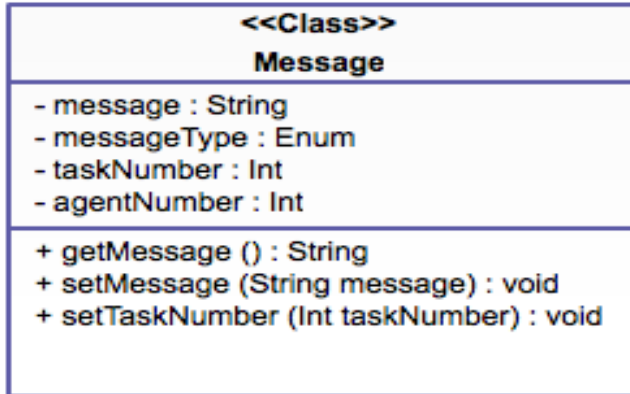 <<Class>>
Message
- message : String
- messageType : Enum
- taskNumber : Int
- agentNumber : Int
+ getMessage () : String
+ setMessage (String message) : void
+ setTaskNumber (Int taskNumber) : void